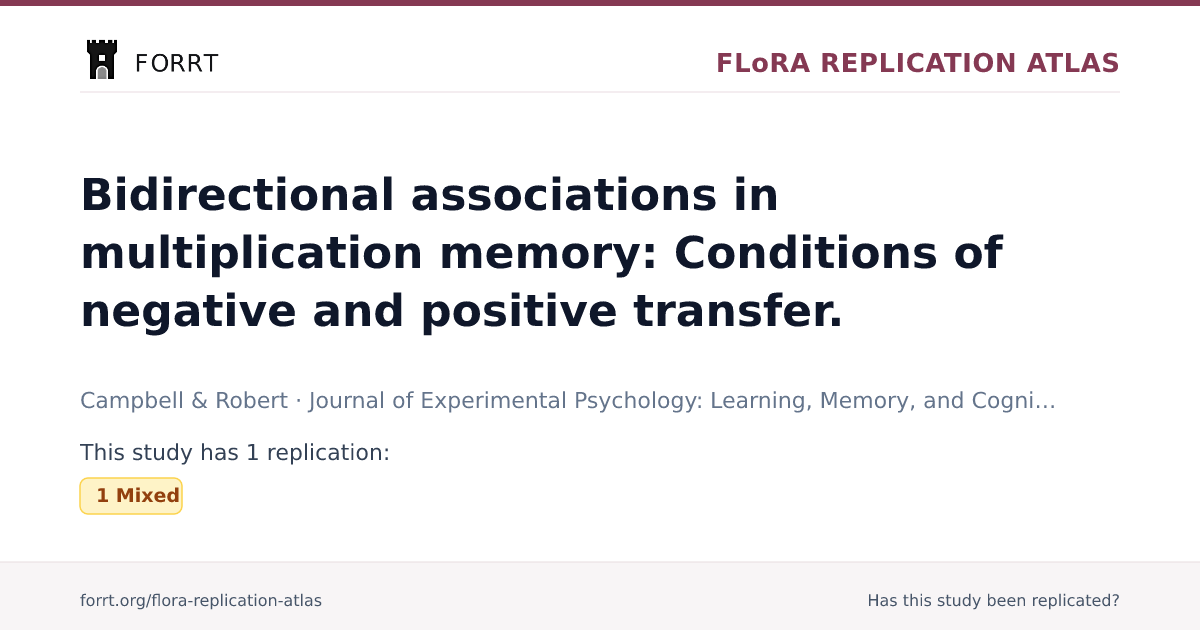 FORRT
FLoRA REPLICATION ATLAS
Bidirectional associations in
multiplication memory: Conditions of
negative and positive transfer.
Campbell & Robert · Journal of Experimental Psychology: Learning, Memory, and Cogni…
This study has 1 replication:
1 Mixed
forrt.org/flora-replication-atlas
Has this study been replicated?